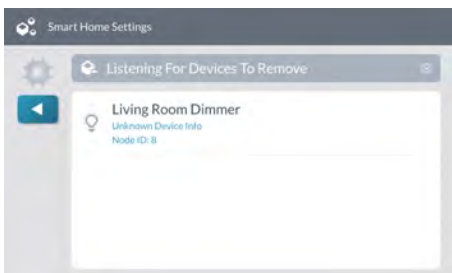 Smart Home Settings
Listening For Devices To Remove
Living Room Dimmer
Unknown Device Info
Node ID: 8